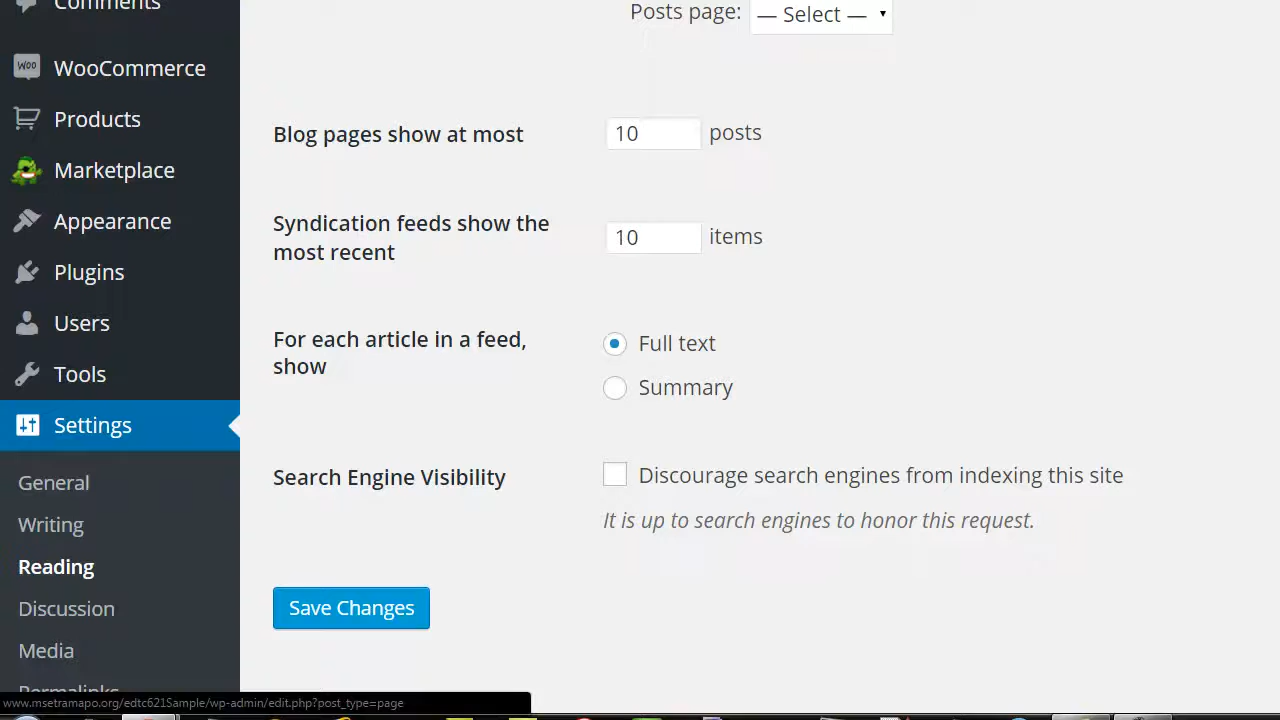 Comments
WooCommerce
Products
Marketplace
Appearance
Plugins
Users
Tools
Settings
General
Writing
Reading
Discussion
Media
Permalinks
Posts page: — Select —
Blog pages show at most 10 posts
Syndication feeds show the
most recent 10 items
For each article in a feed,
show
Full text
Summary
Search Engine Visibility
Discourage search engines from indexing this site
It is up to search engines to honor this request.
Save Changes
www.msetramapo.org/edtc621Sample/wp-admin/edit.php?post_type=page